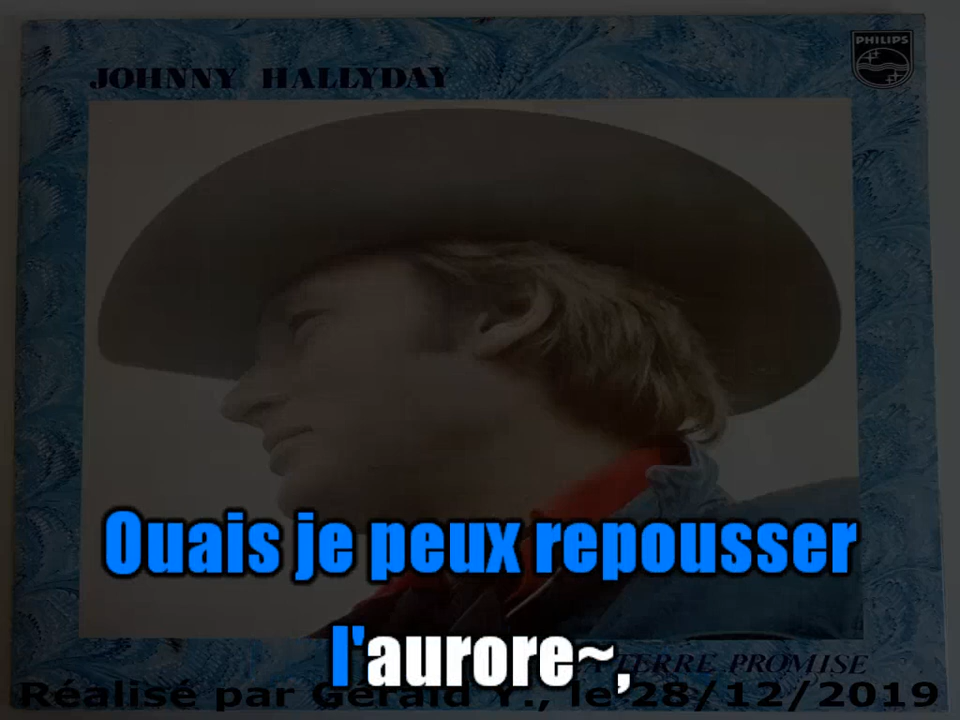 JOHNNY HALLYDAY
PHILIPS
Ouais je peux repousser
l'aurore~,
TERRE PROMISE
Réalisé par Gérald Y., le 28/12/2019